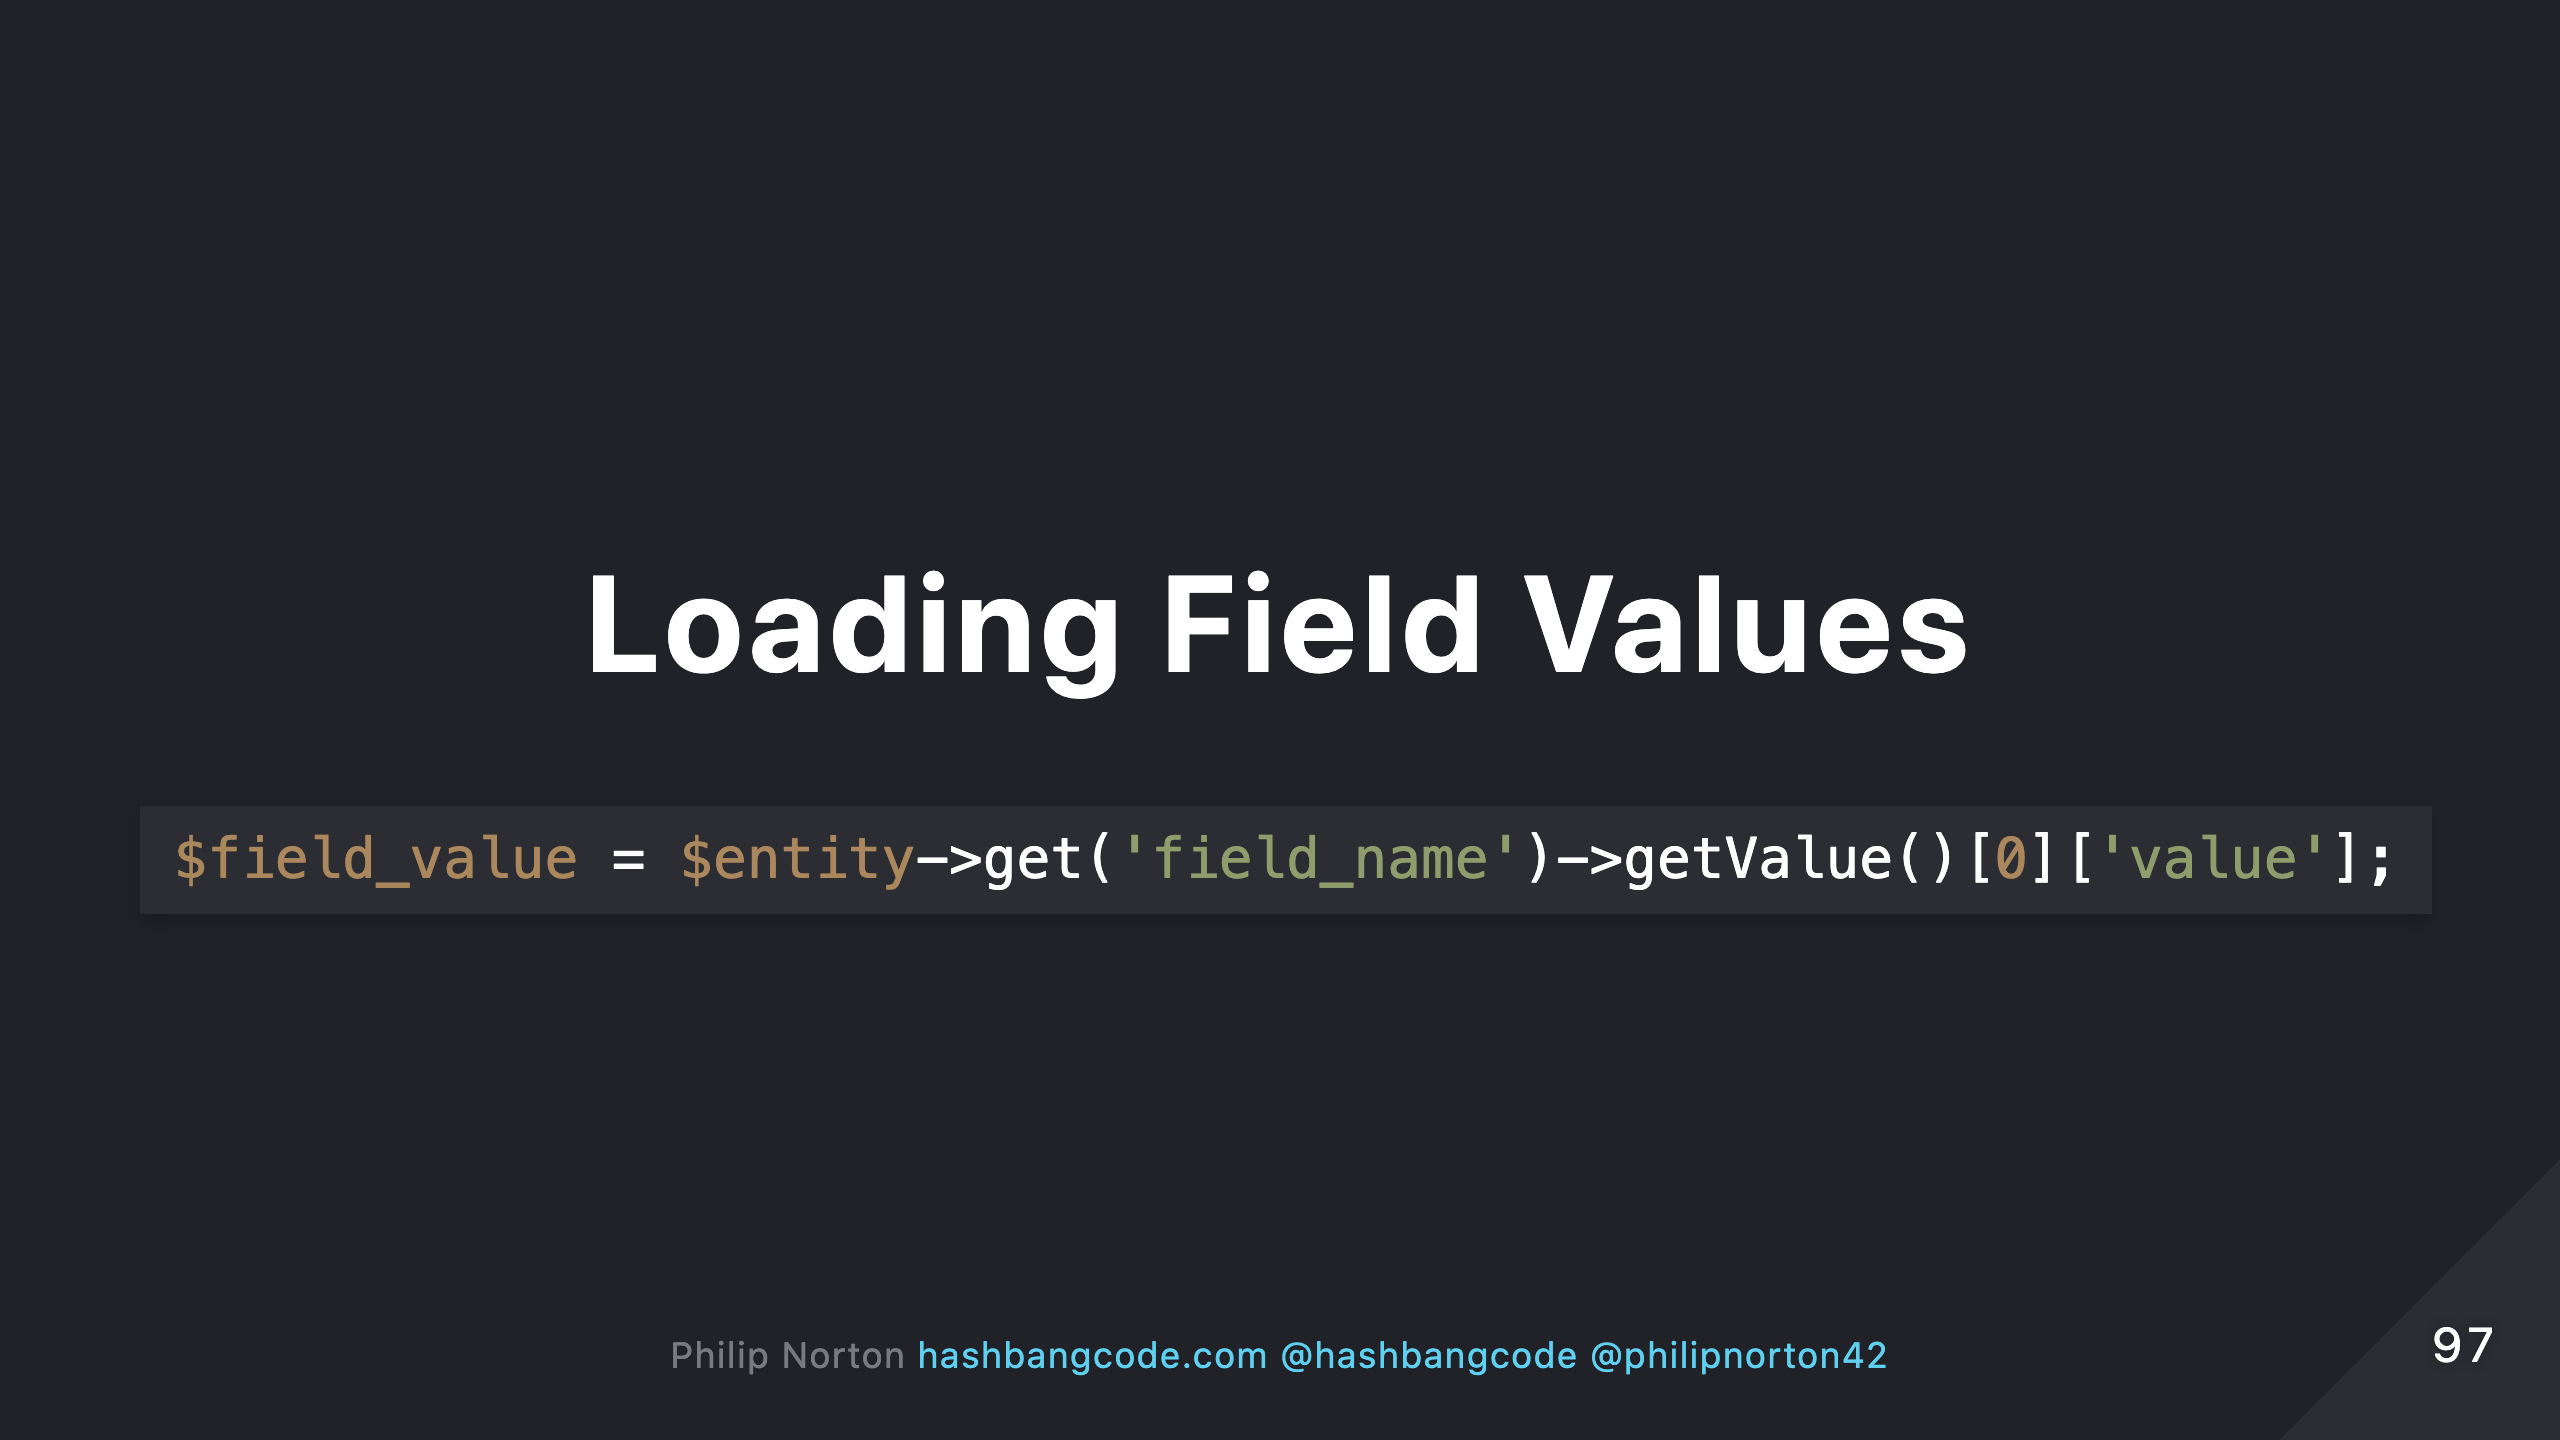 Loading Field Values
$field_value = $entity->get('field_name')->getValue()[0]['value'];
Philip Norton hashbangcode.com @hashbangcode @philipnorton42
97